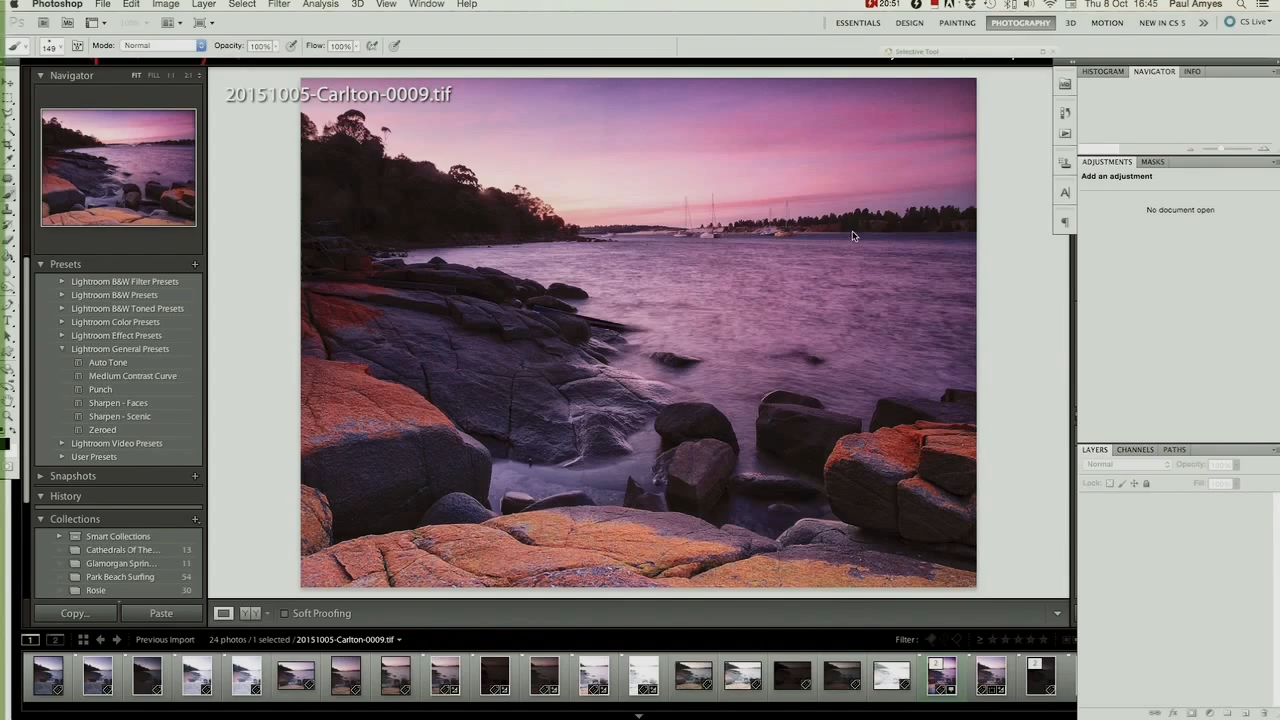 Photoshop File Edit Image Layer Select Filter Analysis 3D View Window Help 20:51 Thu 8 Oct 16:45 Paul Amyes
ESSENTIALS DESIGN PAINTING PHOTOGRAPHY 3D MOTION NEW IN CS 5 CS Live
149 Mode: Normal Opacity: 100% Flow: 100%
Selective Tool
Navigator FIT FILL 1:1 2:1
HISTOGRAM NAVIGATOR INFO
20151005-Carlton-0009.tif
ADJUSTMENTS MASKS
Add an adjustment
No document open
Presets
Lightroom B&W Filter Presets
Lightroom B&W Presets
Lightroom B&W Toned Presets
Lightroom Color Presets
Lightroom Effect Presets
Lightroom General Presets
Auto Tone
Medium Contrast Curve
Punch
Sharpen - Faces
Sharpen - Scenic
Zeroed
Lightroom Video Presets
User Presets
LAYERS CHANNELS PATHS
Normal Opacity: 100%
Lock: Fill: 100%
Snapshots
History
Collections
Smart Collections
Cathedrals Of The... 13
Glamorgan Sprin... 11
Park Beach Surfing 54
Rosie 30
Copy... Paste Y Y Soft Proofing
1 2 Previous Import 24 photos / 1 selected / 20151005-Carlton-0009.tif Filter:
2 2